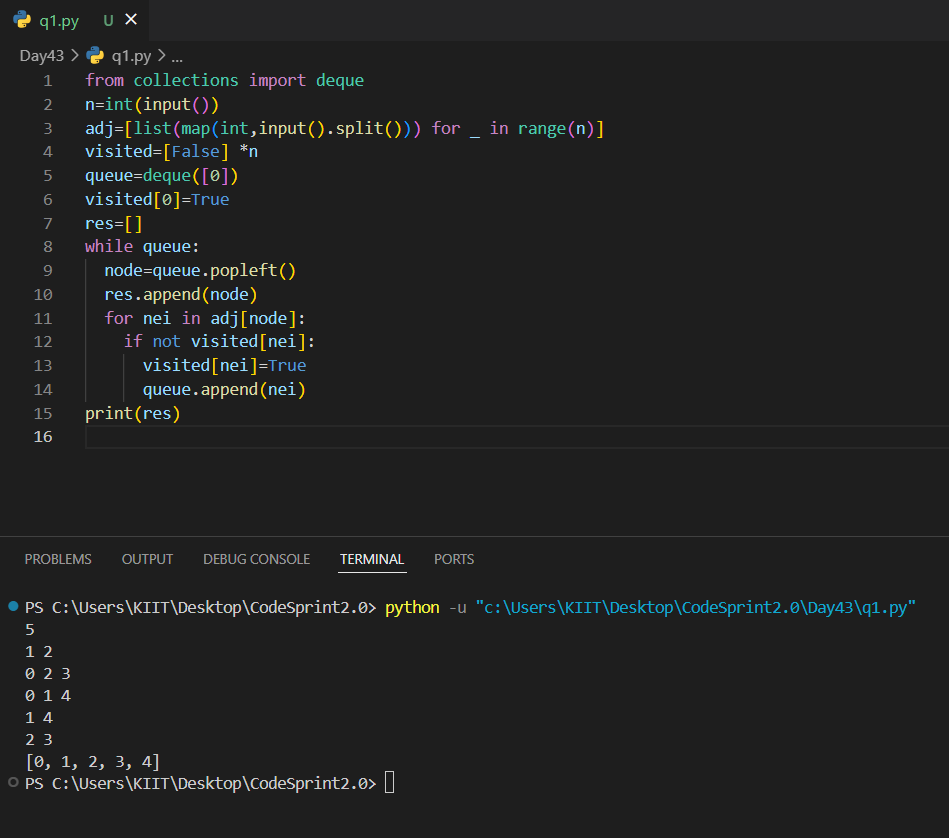 q1.py U ×
Day43 > q1.py > ...
1 from collections import deque
2 n=int(input())
3 adj=[list(map(int,input().split())) for _ in range(n)]
4 visited=[False] *n
5 queue=deque([0])
6 visited[0]=True
7 res=[]
8 while queue:
9   node=queue.popleft()
10   res.append(node)
11   for nei in adj[node]:
12     if not visited[nei]:
13       visited[nei]=True
14       queue.append(nei)
15 print(res)
16
PROBLEMS OUTPUT DEBUG CONSOLE TERMINAL PORTS
PS C:\Users\KIIT\Desktop\CodeSprint2.0> python -u "c:\Users\KIIT\Desktop\CodeSprint2.0\Day43\q1.py"
5
1 2
0 2 3
0 1 4
1 4
2 3
[0, 1, 2, 3, 4]
PS C:\Users\KIIT\Desktop\CodeSprint2.0>